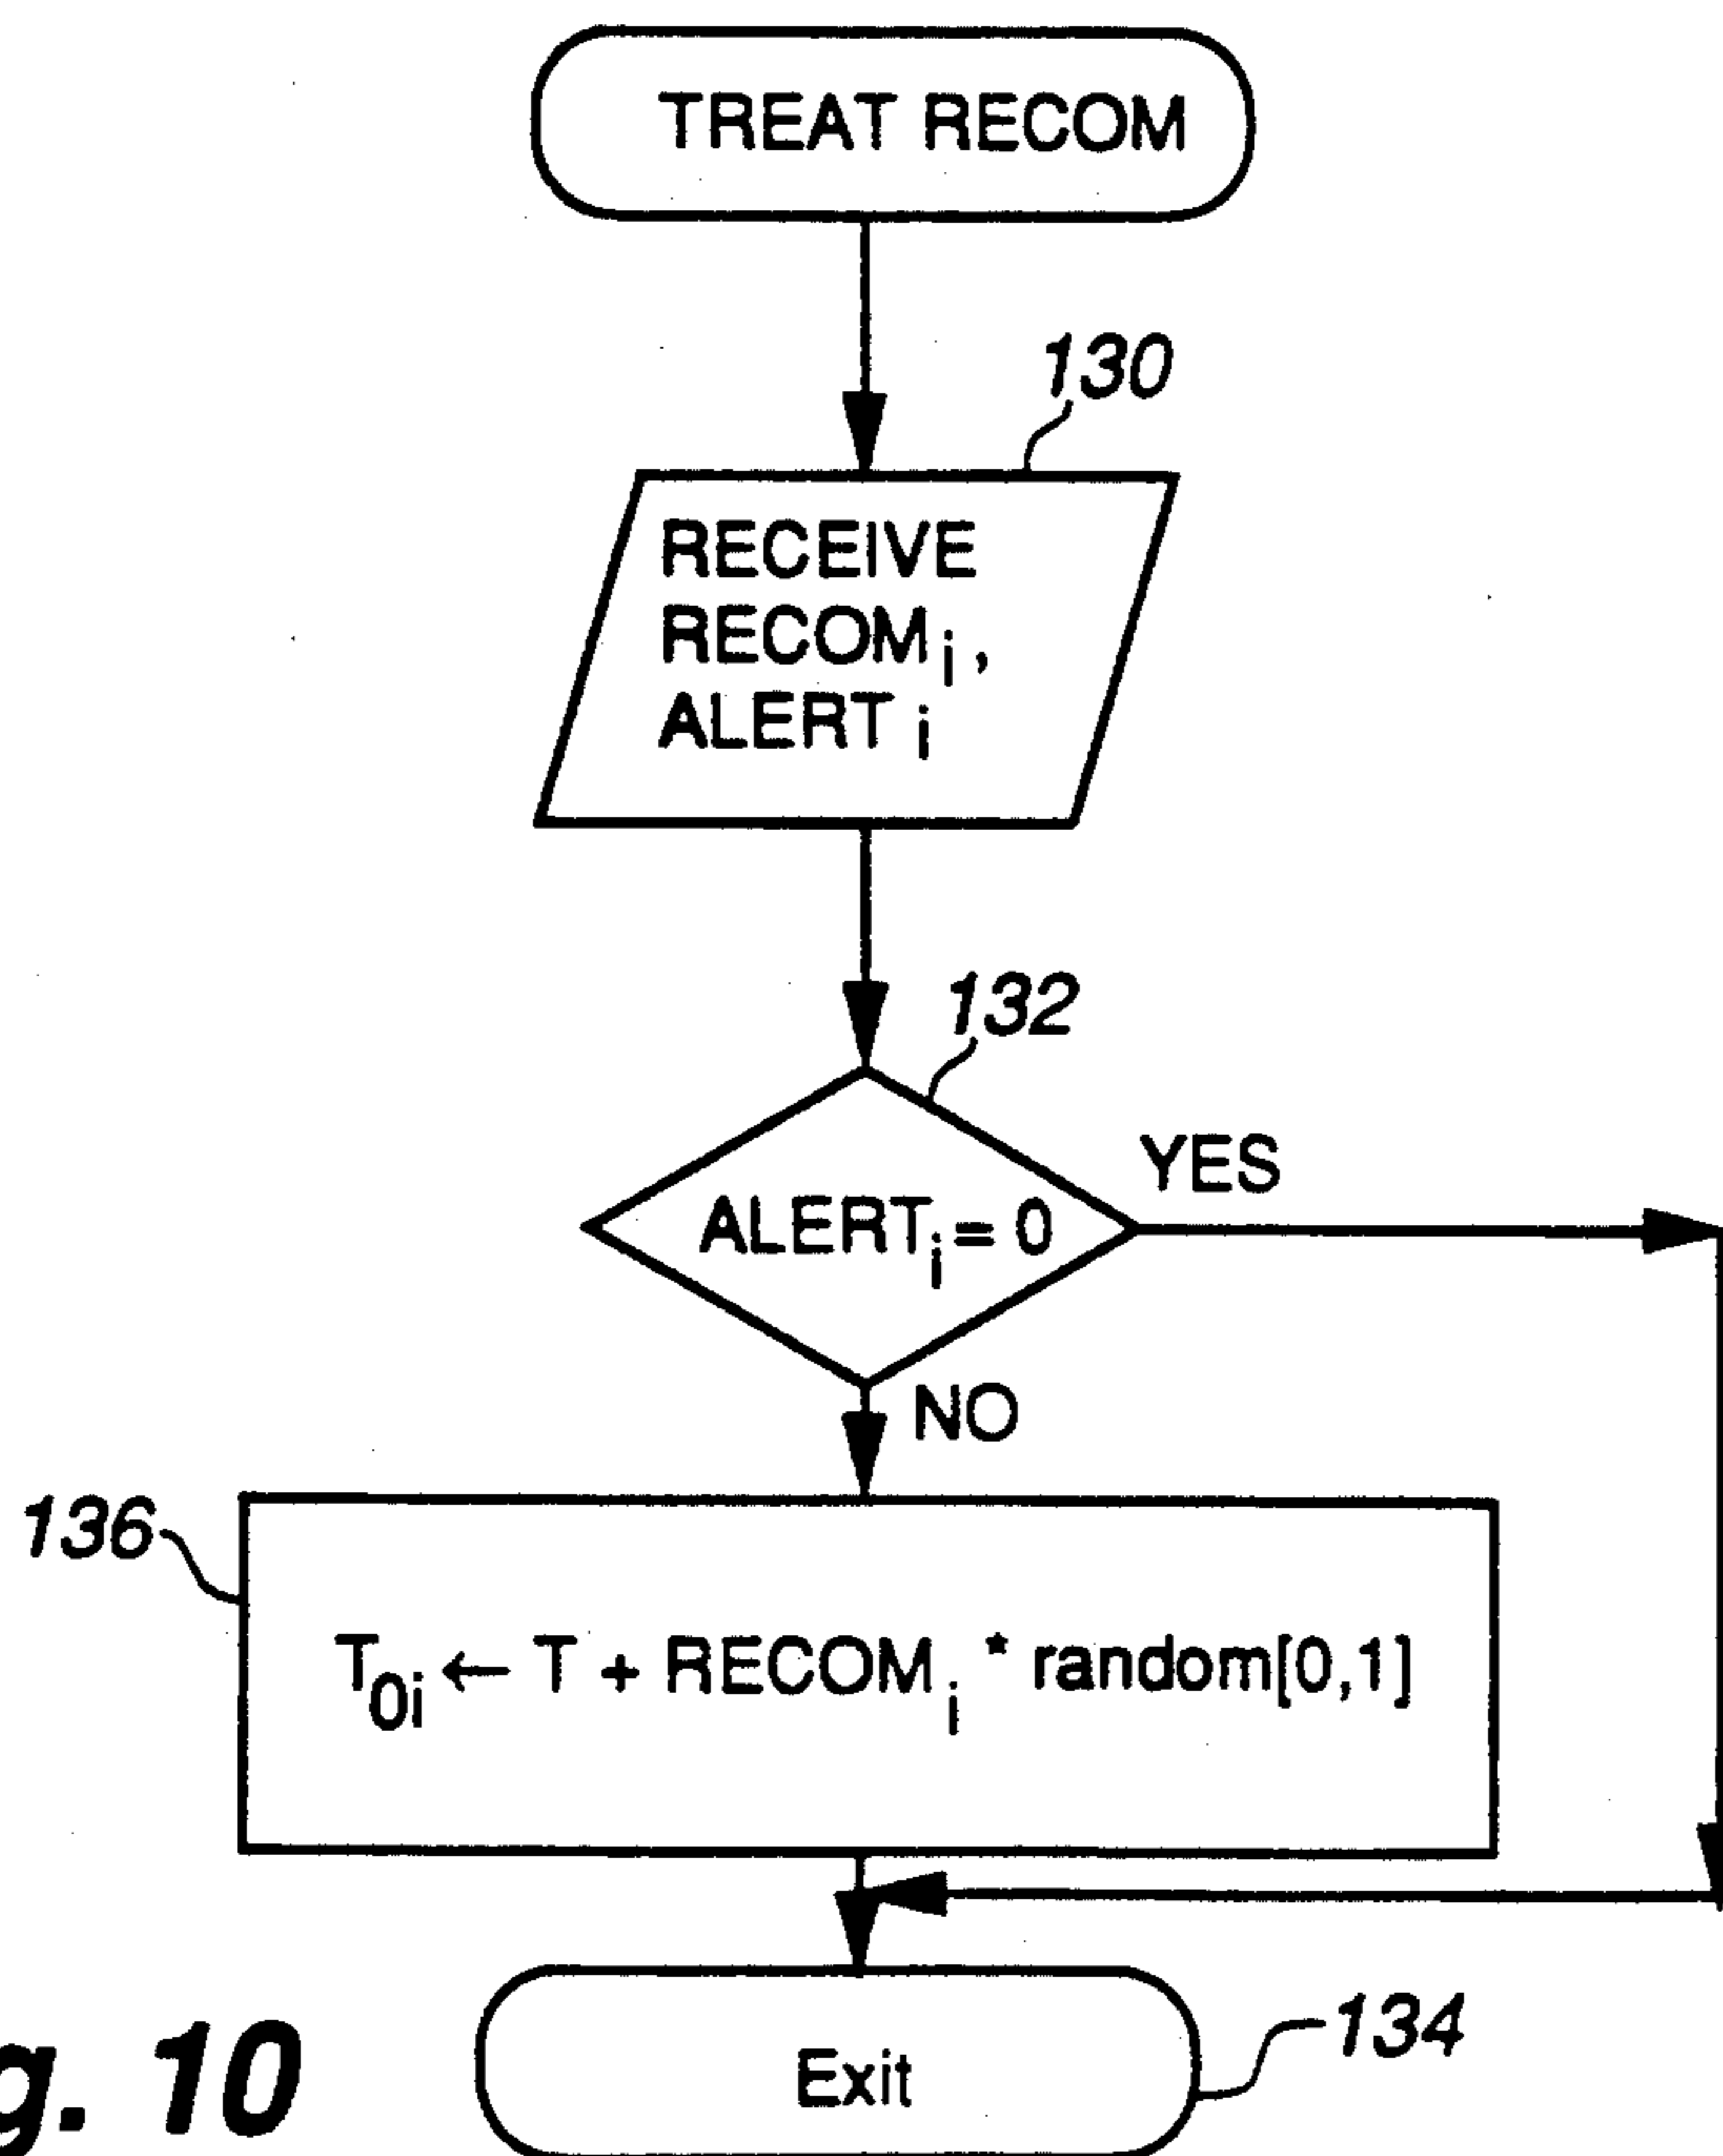 TREAT RECOM
130
RECEIVE
RECOMi,
ALERTi
132
YES
ALERTi = 0
NO
136
T0i ← T + RECOMi * random[0,1]
134
Exit
g. 10